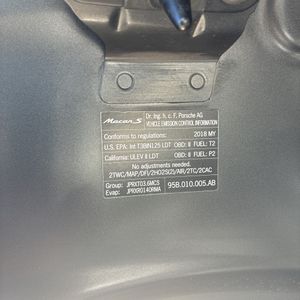 Macan S
Dr. Ing. h. c. F. Porsche AG
VEHICLE EMISSION CONTROL INFORMATION
Conforms to regulations: 2018 MY
U.S. EPA: Int T3BIN125 LDT OBD: II FUEL: T2
California: ULEV II LDT OBD: II FUEL: P2
No adjustments needed.
2TWC/MAP/DFI/2HO2S(2)/AIR/2TC/2CAC
Group: JPRXT03.6MCS
Evap: JPRXR0140RMA 95B.010.005.AB